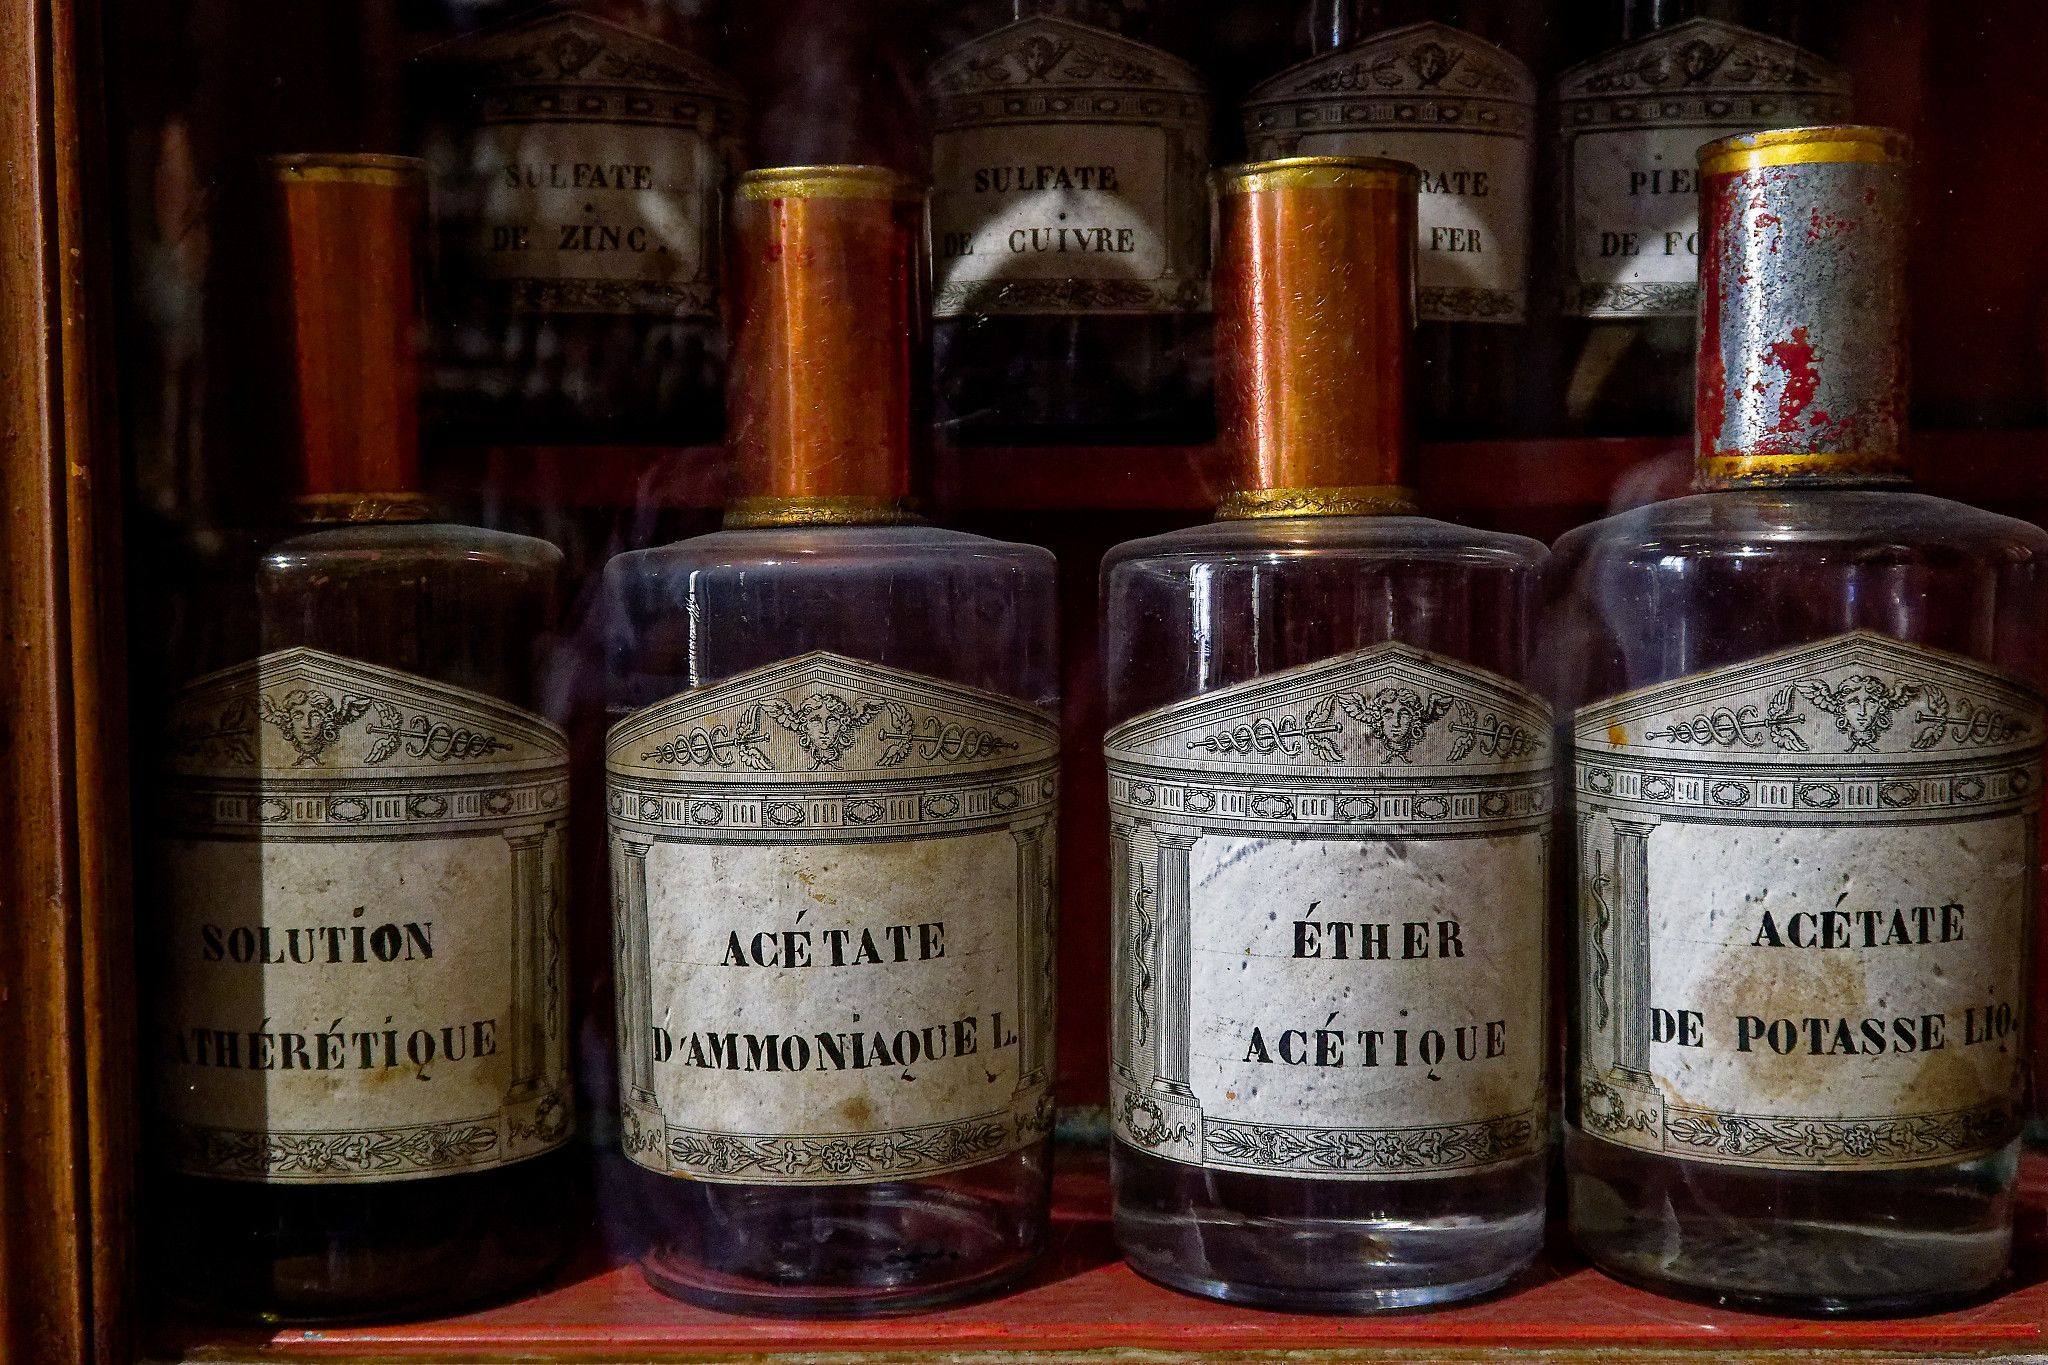 SULFATE
DE ZINC.
SULFATE
DE CUIVRE
FER
DE
SOLUTION
ATHÉRÉTIQUE
ACÉTATE
D'AMMONIAQUE L.
ÉTHER
ACÉTIQUE
ACÉTATE
DE POTASSE LIQ.